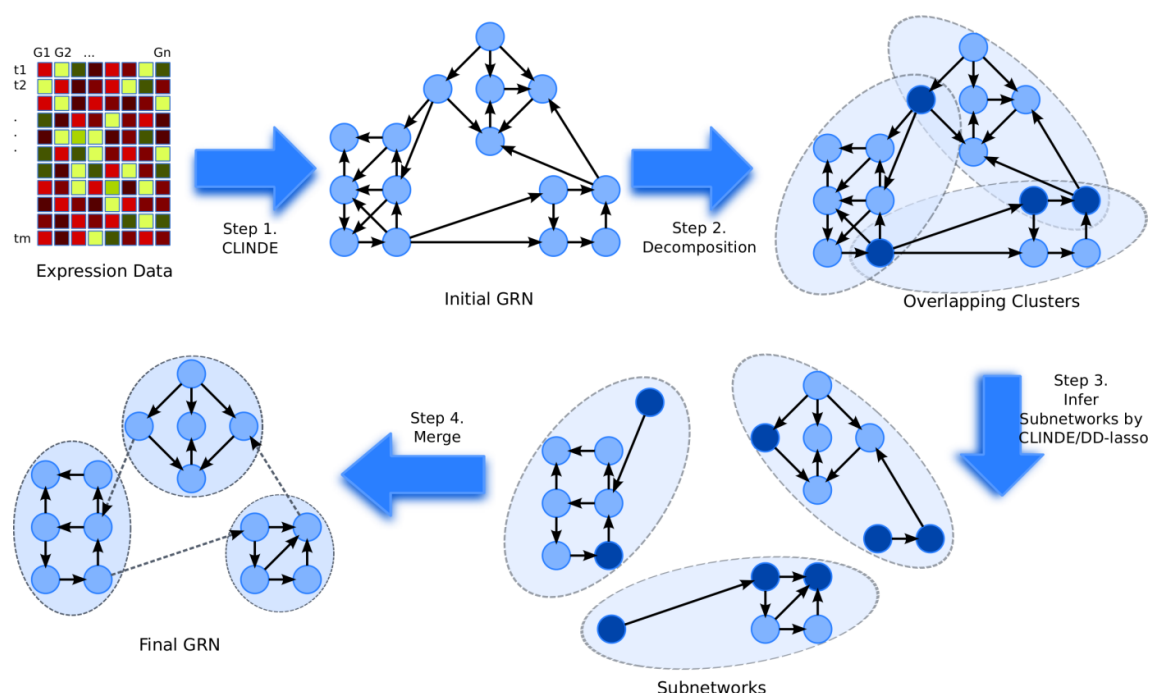 G1 G2 ... Gn
t1
t2
.
.
.
tm
Expression Data
Step 1.
CLINDE
Initial GRN
Step 2.
Decomposition
Overlapping Clusters
Step 3.
Infer
Subnetworks by
CLINDE/DD-lasso
Subnetworks
Step 4.
Merge
Final GRN